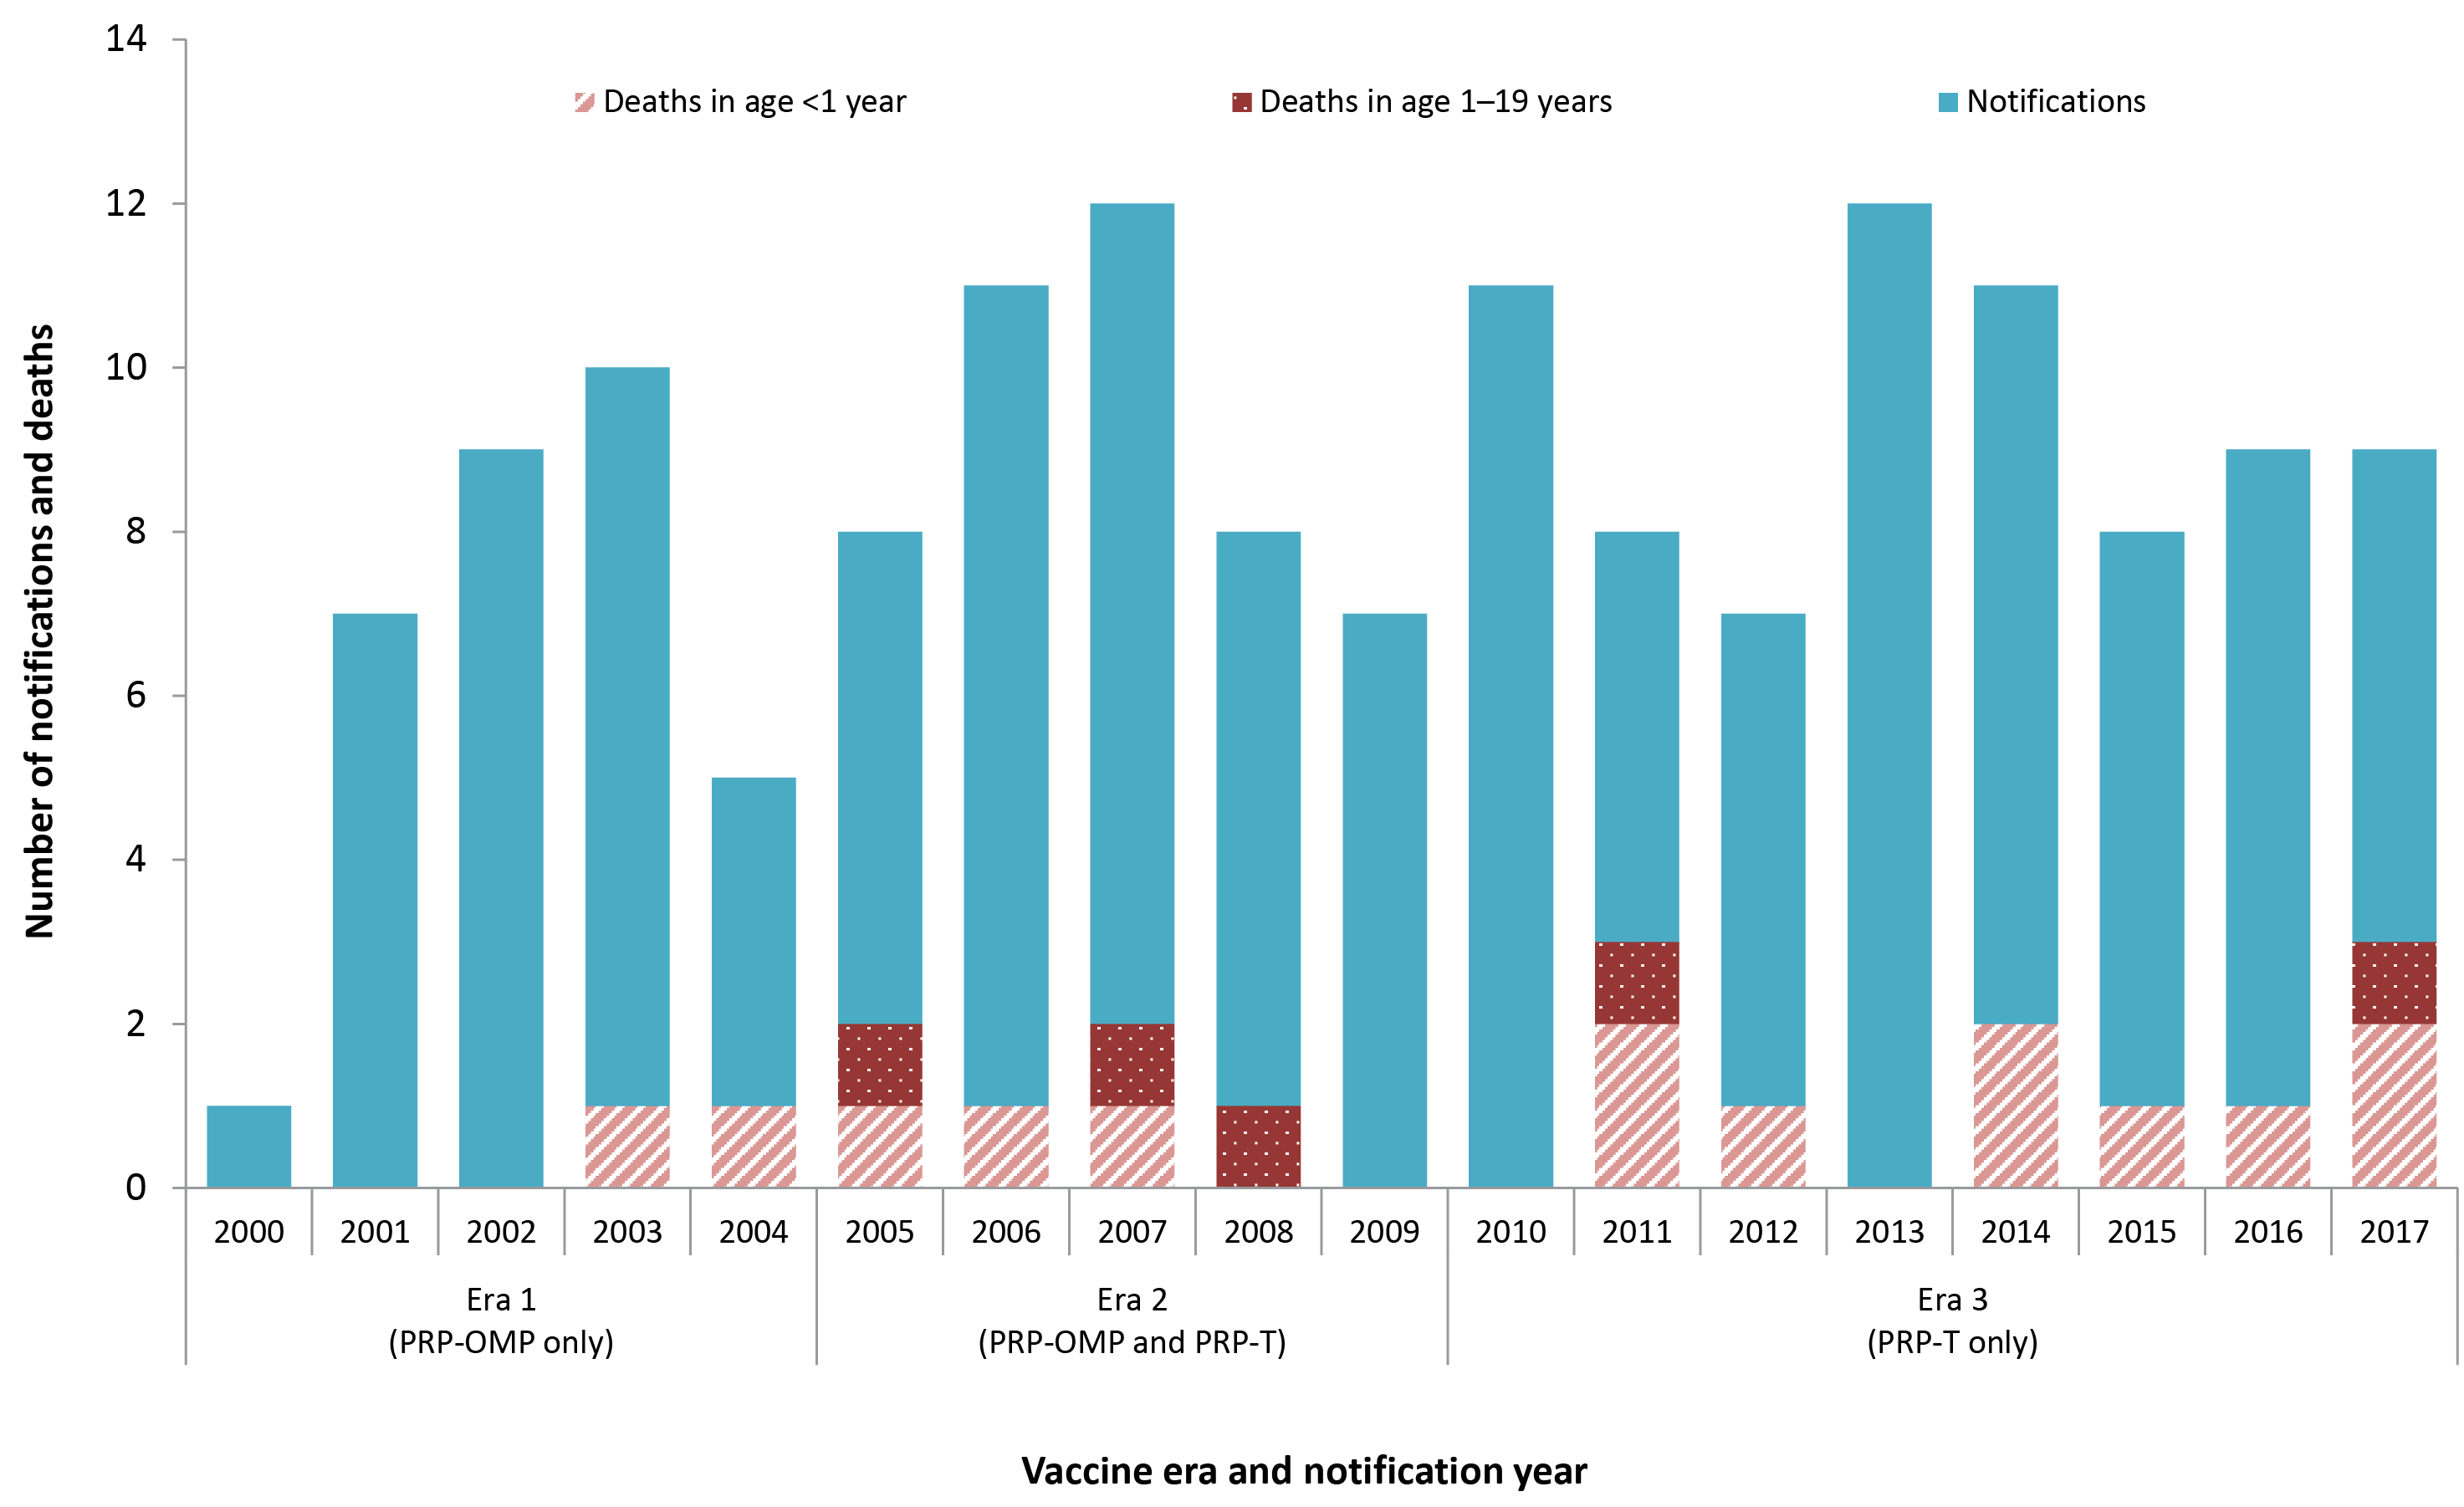 14
Deaths in age <1 year
Deaths in age 1–19 years
Notifications
12
10
8
6
4
2
0
Number of notifications and deaths
2000 2001 2002 2003 2004 2005 2006 2007 2008 2009 2010 2011 2012 2013 2014 2015 2016 2017
Era 1 Era 2 Era 3
(PRP-OMP only) (PRP-OMP and PRP-T) (PRP-T only)
Vaccine era and notification year